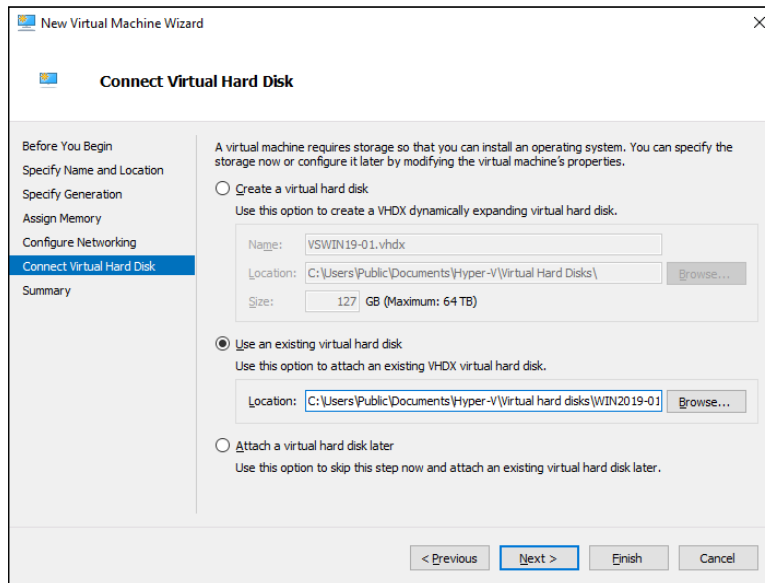 New Virtual Machine Wizard
Connect Virtual Hard Disk
Before You Begin
Specify Name and Location
Specify Generation
Assign Memory
Configure Networking
Connect Virtual Hard Disk
Summary
A virtual machine requires storage so that you can install an operating system. You can specify the
storage now or configure it later by modifying the virtual machine's properties.
Create a virtual hard disk
Use this option to create a VHDX dynamically expanding virtual hard disk.
Name: VSWIN19-01.vhdx
Location: C:\Users\Public\Documents\Hyper-V\Virtual Hard Disks\ Browse...
Size: 127 GB (Maximum: 64 TB)
Use an existing virtual hard disk
Use this option to attach an existing VHDX virtual hard disk.
Location: C:\Users\Public\Documents\Hyper-V\Virtual hard disks\WIN2019-01 Browse...
Attach a virtual hard disk later
Use this option to skip this step now and attach an existing virtual hard disk later.
< Previous Next > Finish Cancel